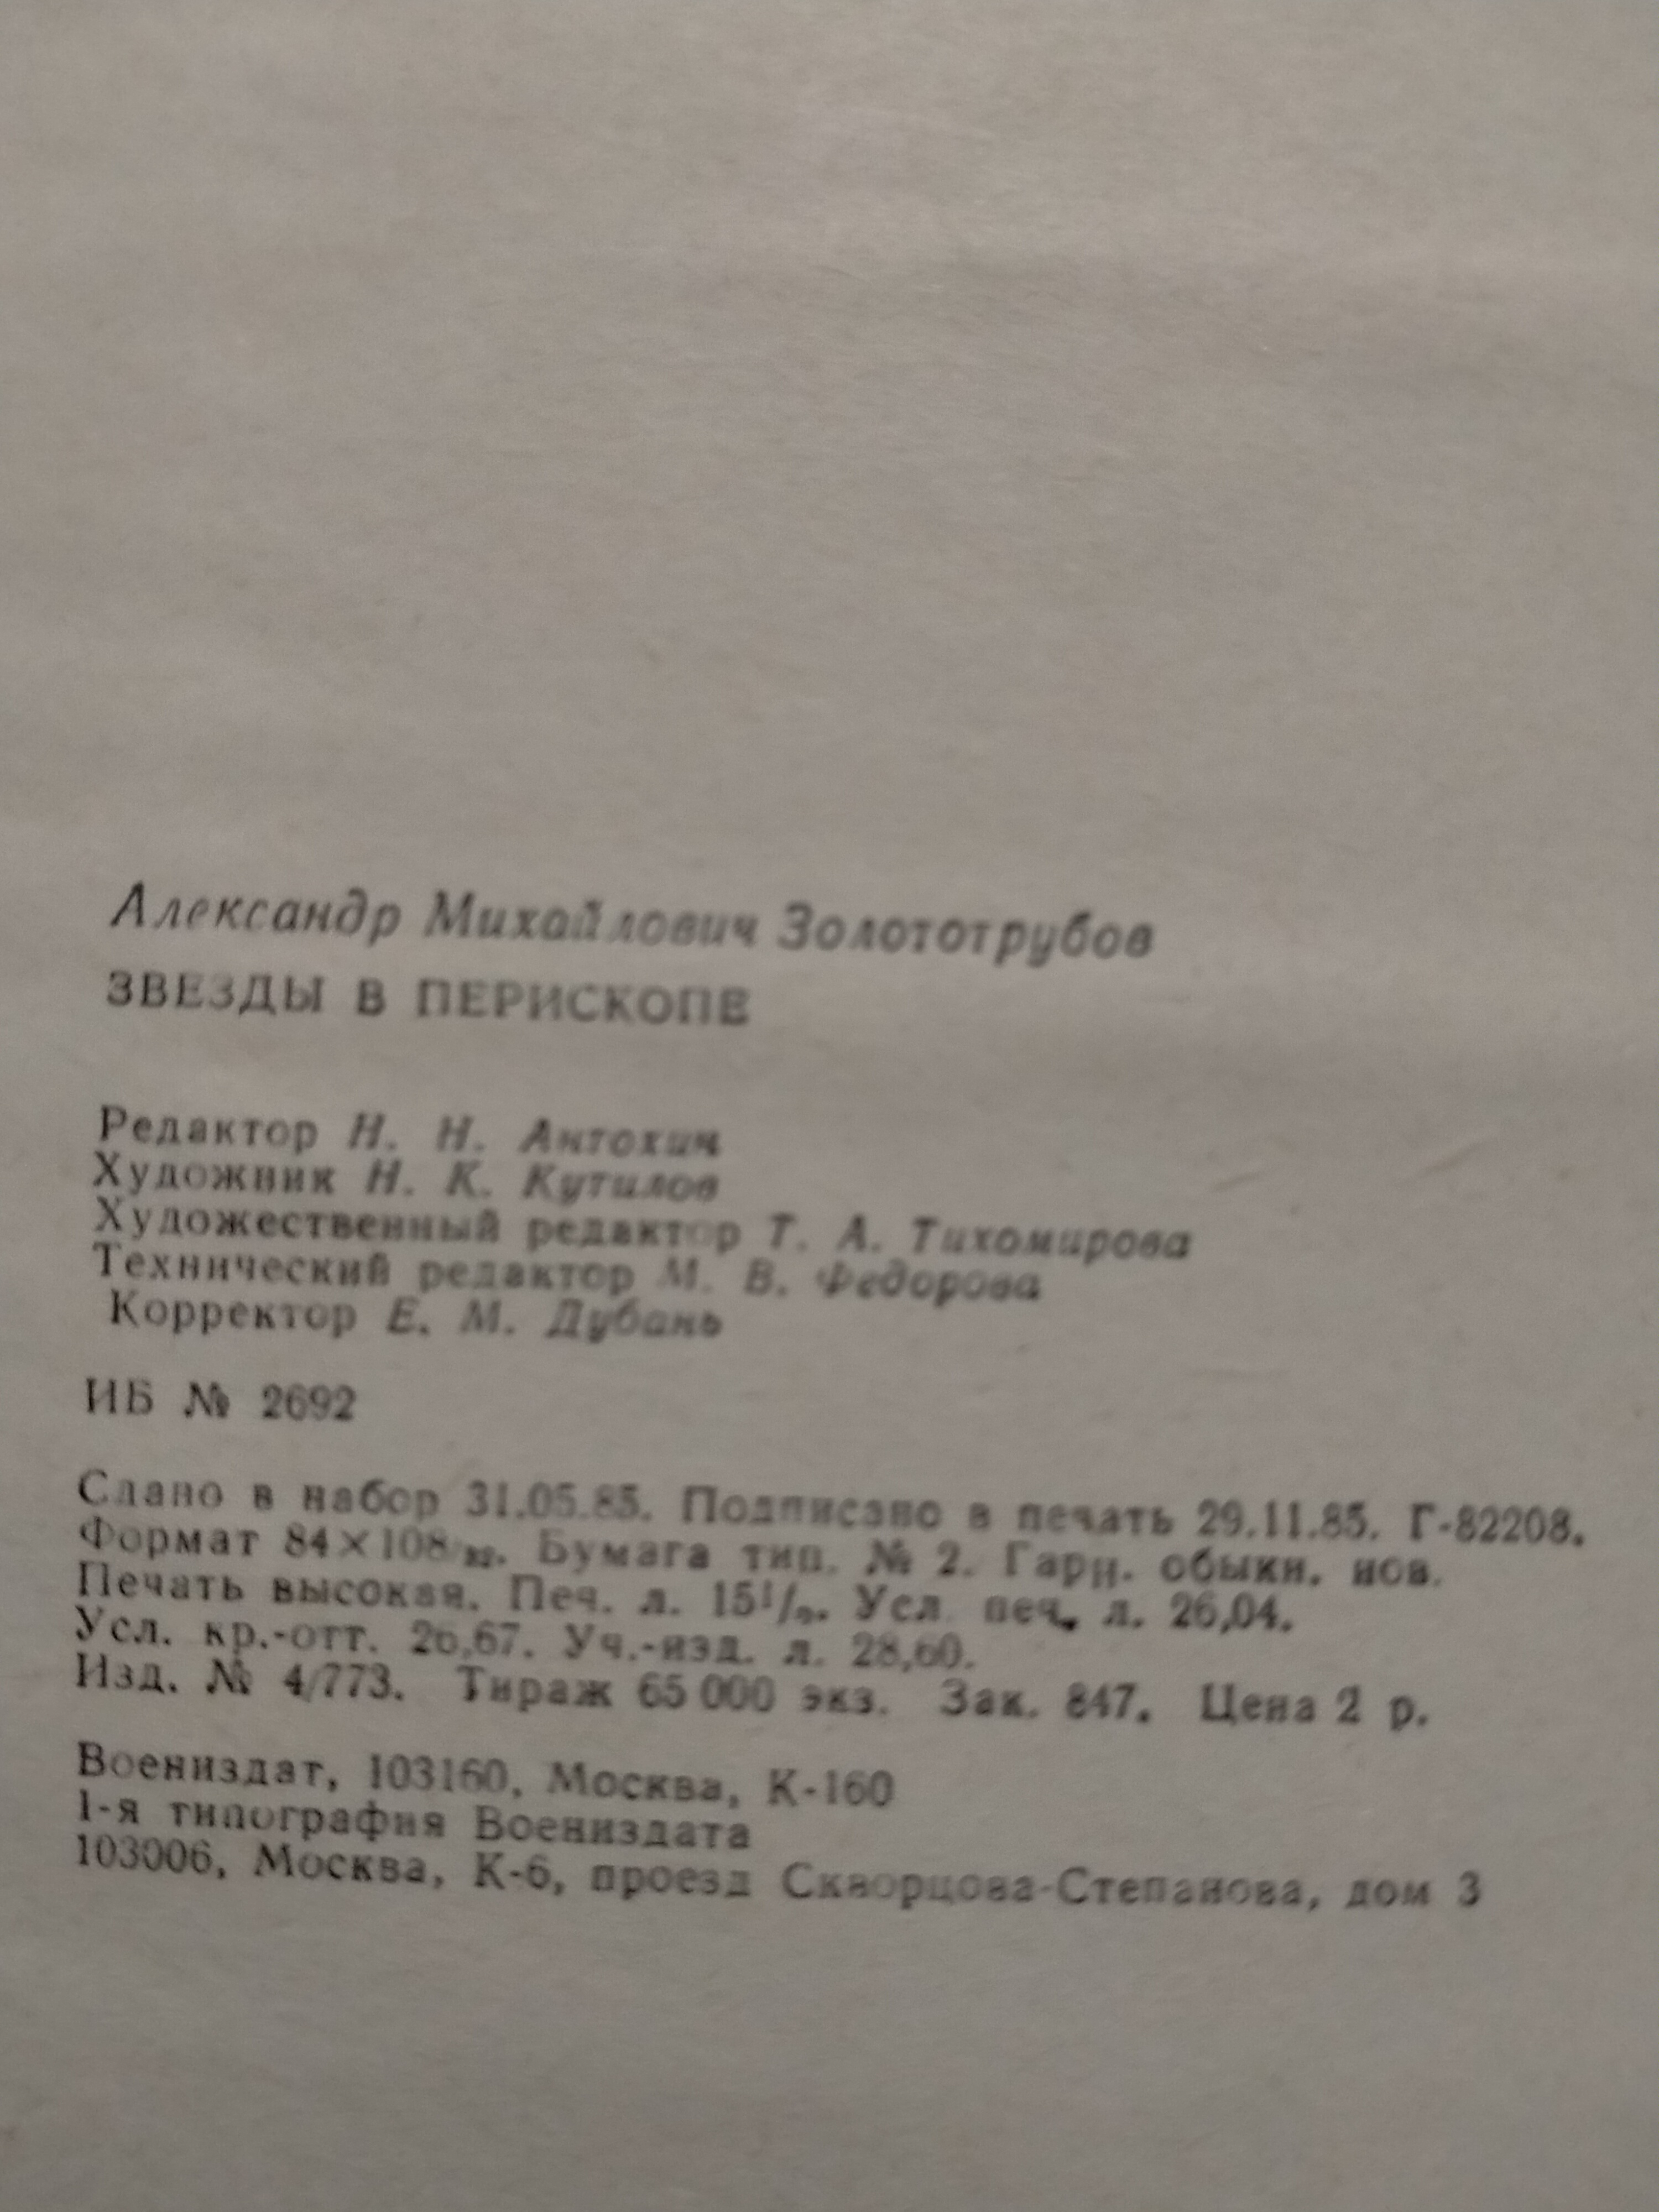 Александр Михайлович Золототрубов
ЗВЕЗДЫ В ПЕРИСКОПЕ
Редактор Н. Н. Антохин
Художник Н. К. Кутилов
Художественный редактор Т. А. Тихомирова
Технический редактор М. В. Федорова
Корректор Е. М. Дубань
ИБ № 2692
Сдано в набор 31.05.85. Подписано в печать 29.11.85. Г-82208.
Формат 84×108/32. Бумага тип. № 2. Гарн. обыкн. нов.
Печать высокая. Печ. л. 15 1/2. Усл. печ. л. 26,04.
Усл. кр.-отт. 26,67. Уч.-изд. л. 28,60.
Изд. № 4/773. Тираж 65 000 экз. Зак. 847. Цена 2 р.
Воениздат, 103160, Москва, К-160
1-я типография Воениздата
103006, Москва, К-6, проезд Скворцова-Степанова, дом 3